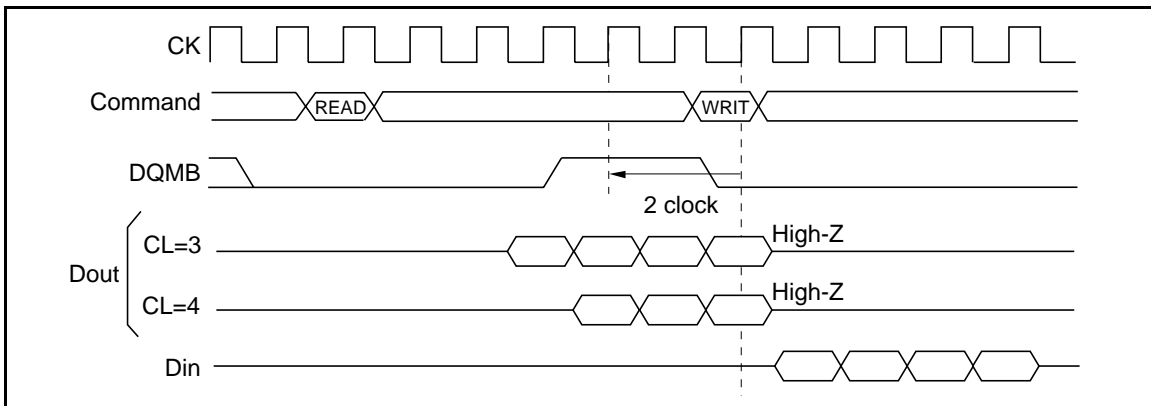 CK
Command
READ
WRIT
DQMB
2 clock
CL=3
High-Z
Dout
CL=4
High-Z
Din